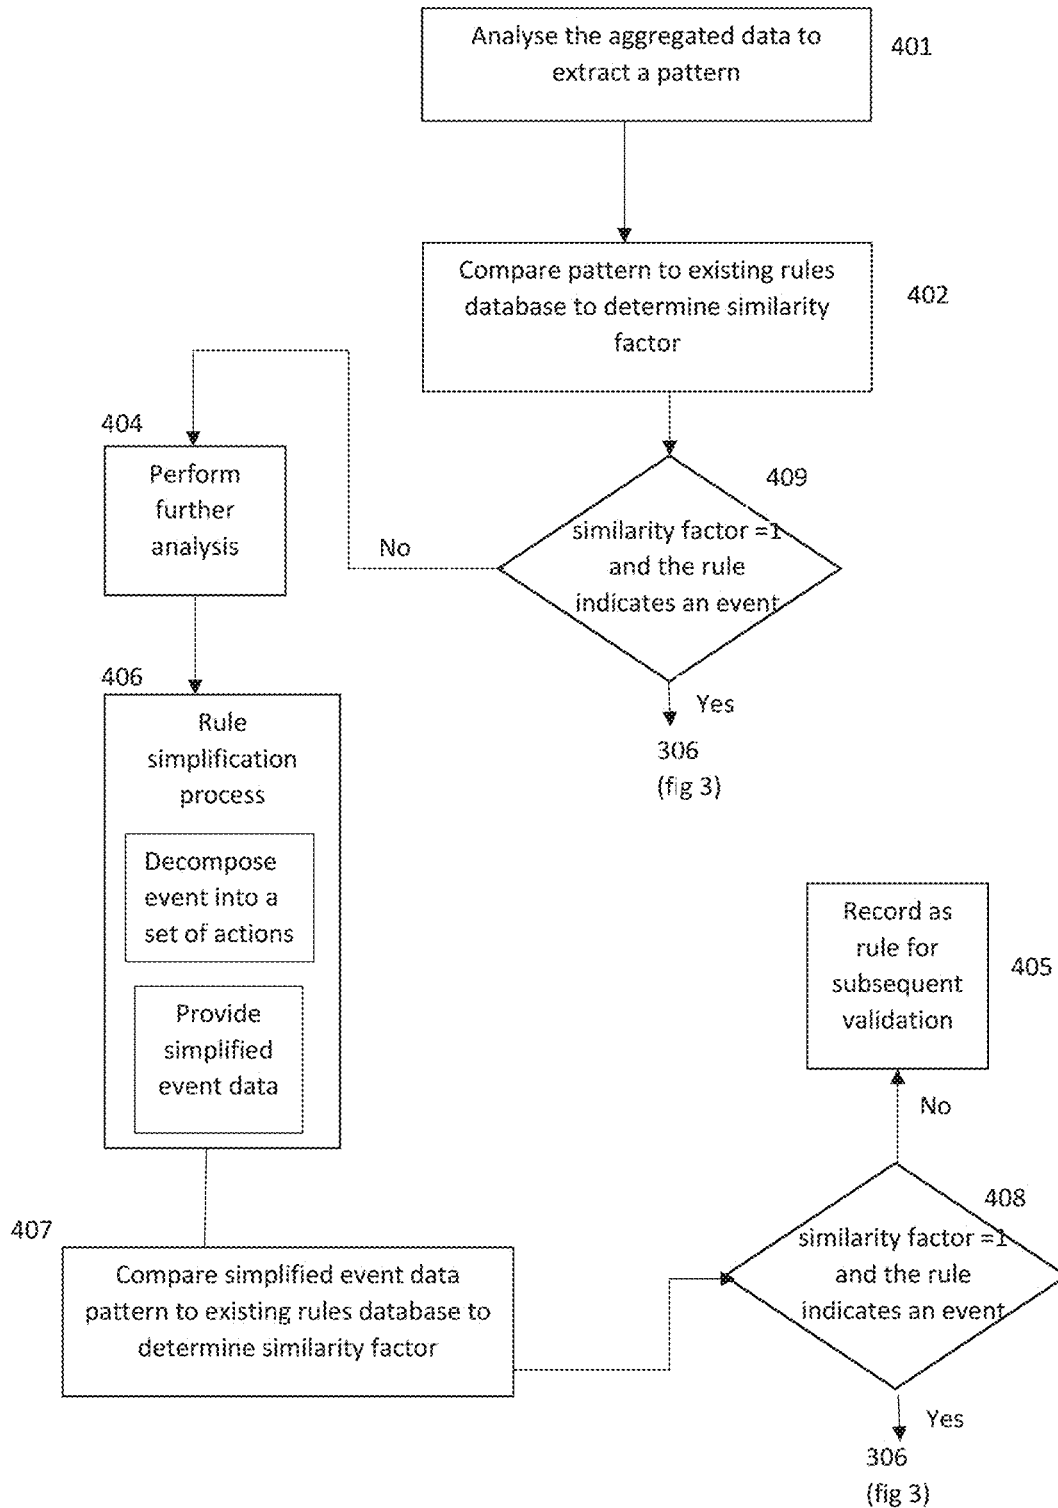 Analyse the aggregated data to
extract a pattern
401
Compare pattern to existing rules
database to determine similarity
factor
402
404
Perform
further
analysis
No
409
similarity factor =1
and the rule
indicates an event
Yes
306
(fig 3)
406
Rule
simplification
process
Decompose
event into a
set of actions
Provide
simplified
event data
407
Compare simplified event data
pattern to existing rules database to
determine similarity factor
Record as
rule for
subsequent
validation
405
No
408
similarity factor =1
and the rule
indicates an event
Yes
306
(fig 3)